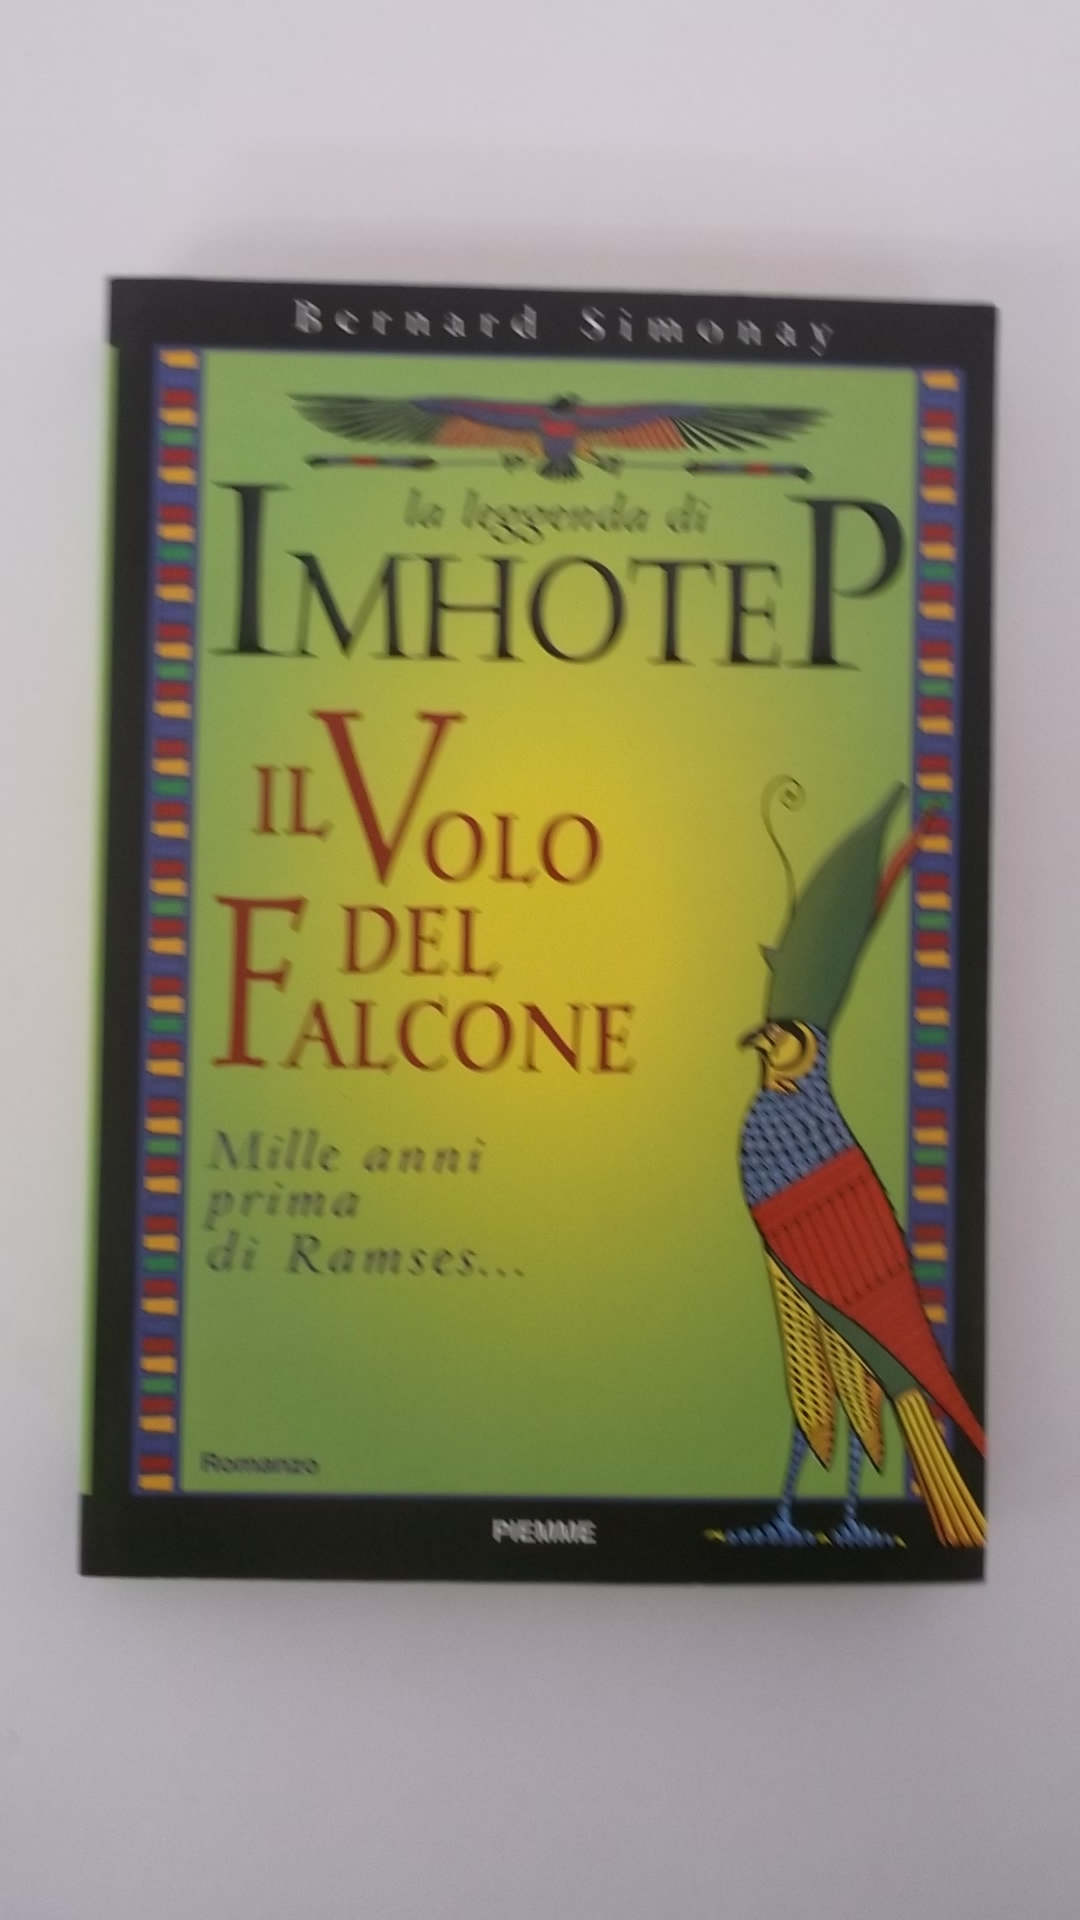 Bernard Simonay
la leggenda di
IMHOTEP
IL VOLO
DEL
FALCONE
Mille anni
prima
di Ramses...
Romanzo
PIEMME